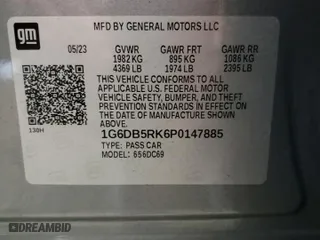 gm
MFD BY GENERAL MOTORS LLC
05/23 GVWR GAWR FRT GAWR RR
1982 KG 895 KG 1086 KG
4369 LB 1974 LB 2395 LB
THIS VEHICLE CONFORMS TO ALL
APPLICABLE U.S. FEDERAL MOTOR
VEHICLE SAFETY, BUMPER, AND THEFT
PREVENTION STANDARDS IN EFFECT ON
THE DATE OF MANUFACTURE SHOWN ABOVE.
1G6DB5RK6P0147885
TYPE: PASS CAR
MODEL: 6S6DC69
139H
DREAMBID